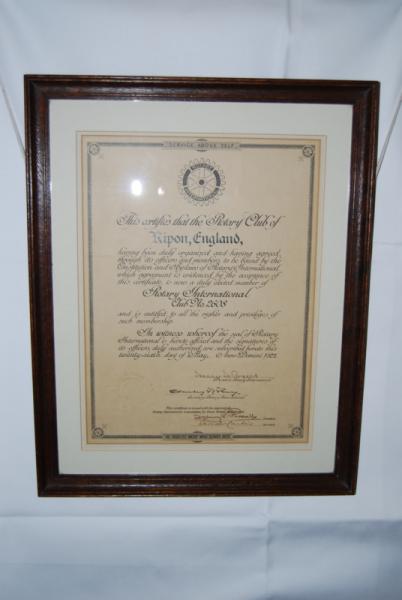 SERVICE ABOVE SELF
This certifies that the Rotary Club of
Ripon, England,
having been duly organized and having agreed,
through its officers and members, to be bound by the
Constitution and By-laws of Rotary International
which agreement is evidenced by the acceptance of
this certificate, is now a duly elected member of
Rotary International
Club No.
and is entitled to all the rights and privileges of
such membership.
In witness whereof the seal of Rotary
International is hereto affixed and the signatures of
its officers, duly authorized, are subscribed hereto this
twenty-sixth day of May, Anno Domini